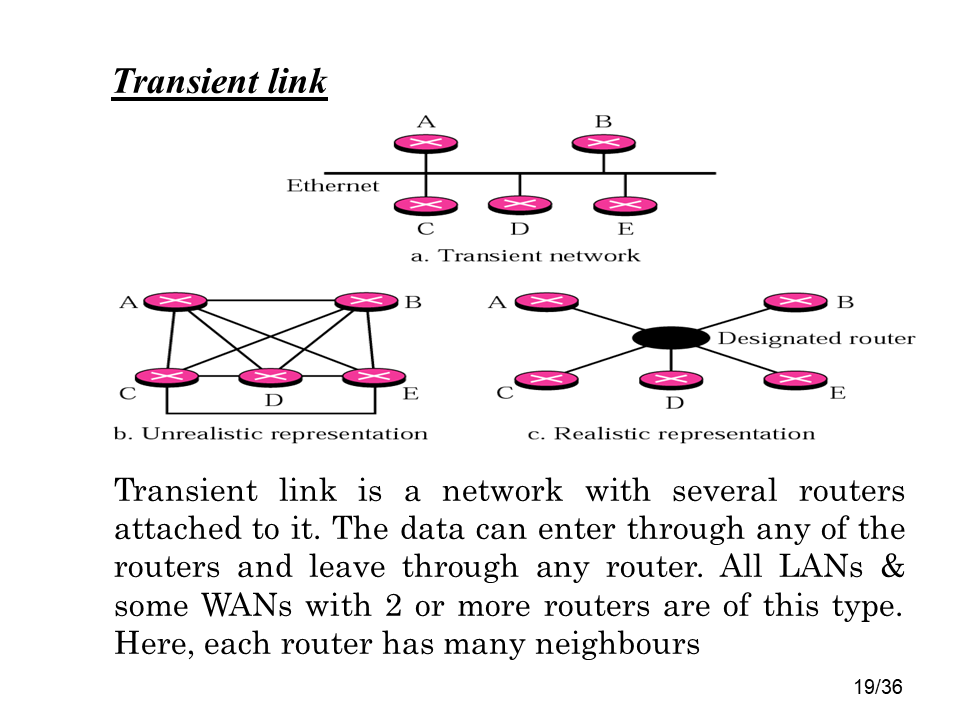 Transient link
A B
Ethernet
C D E
a. Transient network
A B
C D E
b. Unrealistic representation
A B
Designated router
C D E
c. Realistic representation
Transient link is a network with several routers
attached to it. The data can enter through any of the
routers and leave through any router. All LANs &
some WANs with 2 or more routers are of this type.
Here, each router has many neighbours
19/36